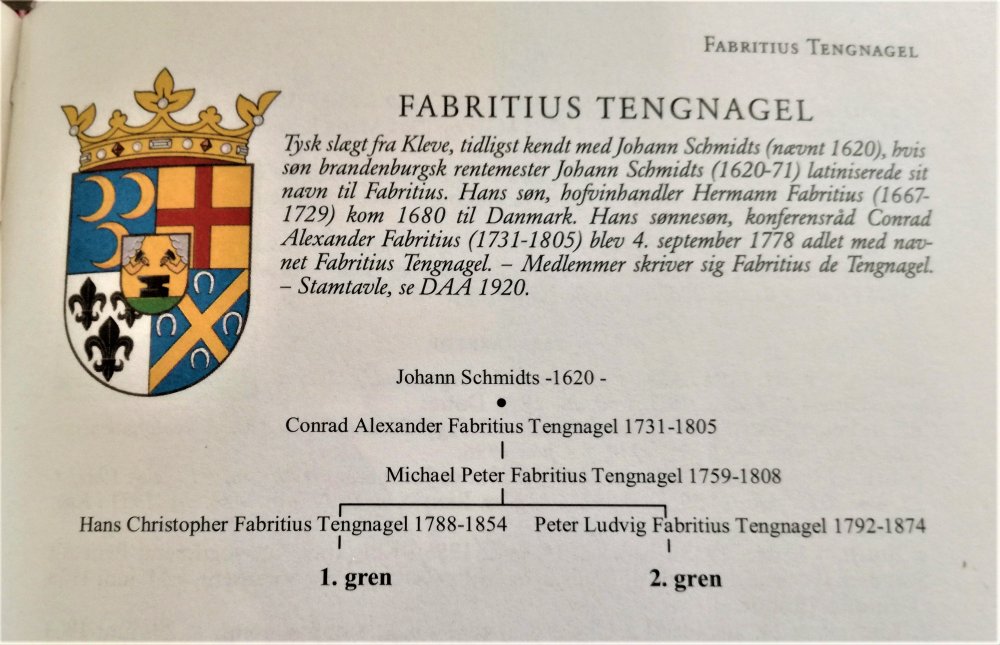 FABRITIUS TENGNAGEL
FABRITIUS TENGNAGEL
Tysk slægt fra Kleve, tidligst kendt med Johann Schmidts (nævnt 1620), hvis
søn brandenburgsk rentemester Johann Schmidts (1620-71) latiniserede sit
navn til Fabritius. Hans søn, hofvinhandler Hermann Fabritius (1667-
1729) kom 1680 til Danmark. Hans sønnesøn, konferensråd Conrad
Alexander Fabritius (1731-1805) blev 4. september 1778 adlet med nav-
net Fabritius Tengnagel. – Medlemmer skriver sig Fabritius de Tengnagel.
– Stamtavle, se DAA 1920.
Johann Schmidts -1620 -
Conrad Alexander Fabritius Tengnagel 1731-1805
Michael Peter Fabritius Tengnagel 1759-1808
Hans Christopher Fabritius Tengnagel 1788-1854 Peter Ludvig Fabritius Tengnagel 1792-1874
1. gren 2. gren